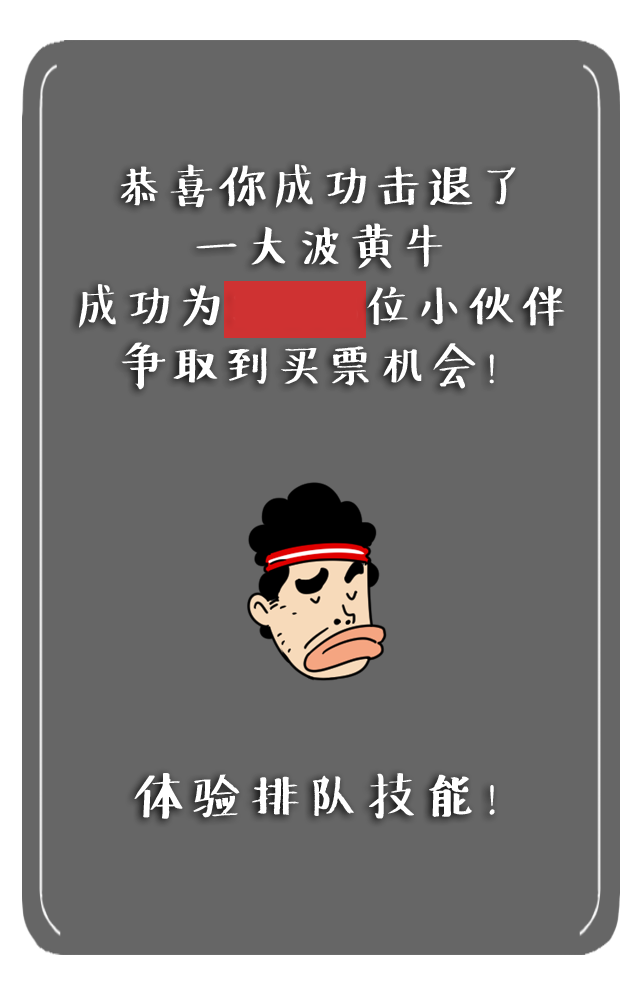 恭喜你成功击退了
一大波黄牛
成功为 位小伙伴
争取到买票机会！
体验排队技能！